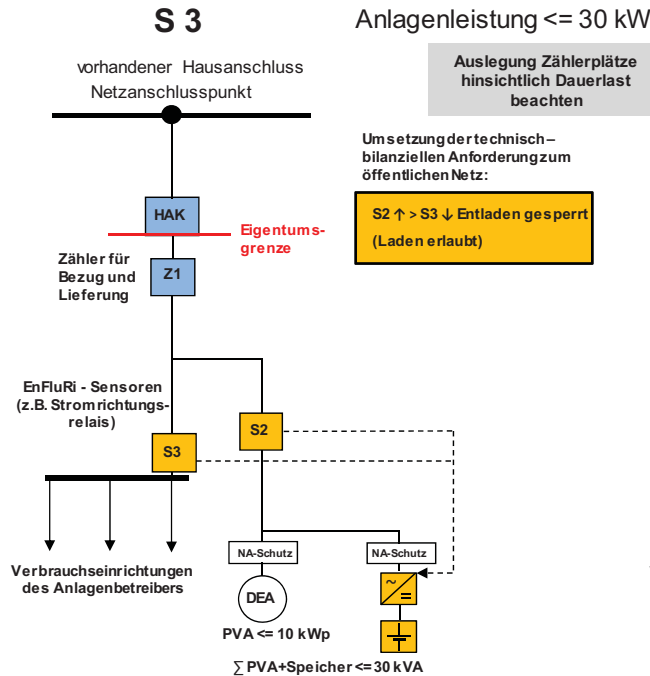 S 3
Anlagenleistung <= 30 kW
vorhandener Hausanschluss
Netzanschlusspunkt
Auslegung Zählerplätze
hinsichtlich Dauerlast
beachten
Umsetzung der technisch–
bilanziellen Anforderung zum
öffentlichen Netz:
S2 ↑ > S3 ↓ Entladen gesperrt
(Laden erlaubt)
HAK
Eigentums-
grenze
Zähler für
Bezug und
Lieferung
Z1
EnFluRi - Sensoren
(z.B. Stromrichtungs-
relais)
S2
S3
NA-Schutz
NA-Schutz
Verbrauchseinrichtungen
des Anlagenbetreibers
DEA
~
=
PVA <= 10 kWp
∑ PVA+Speicher <=30 kVA